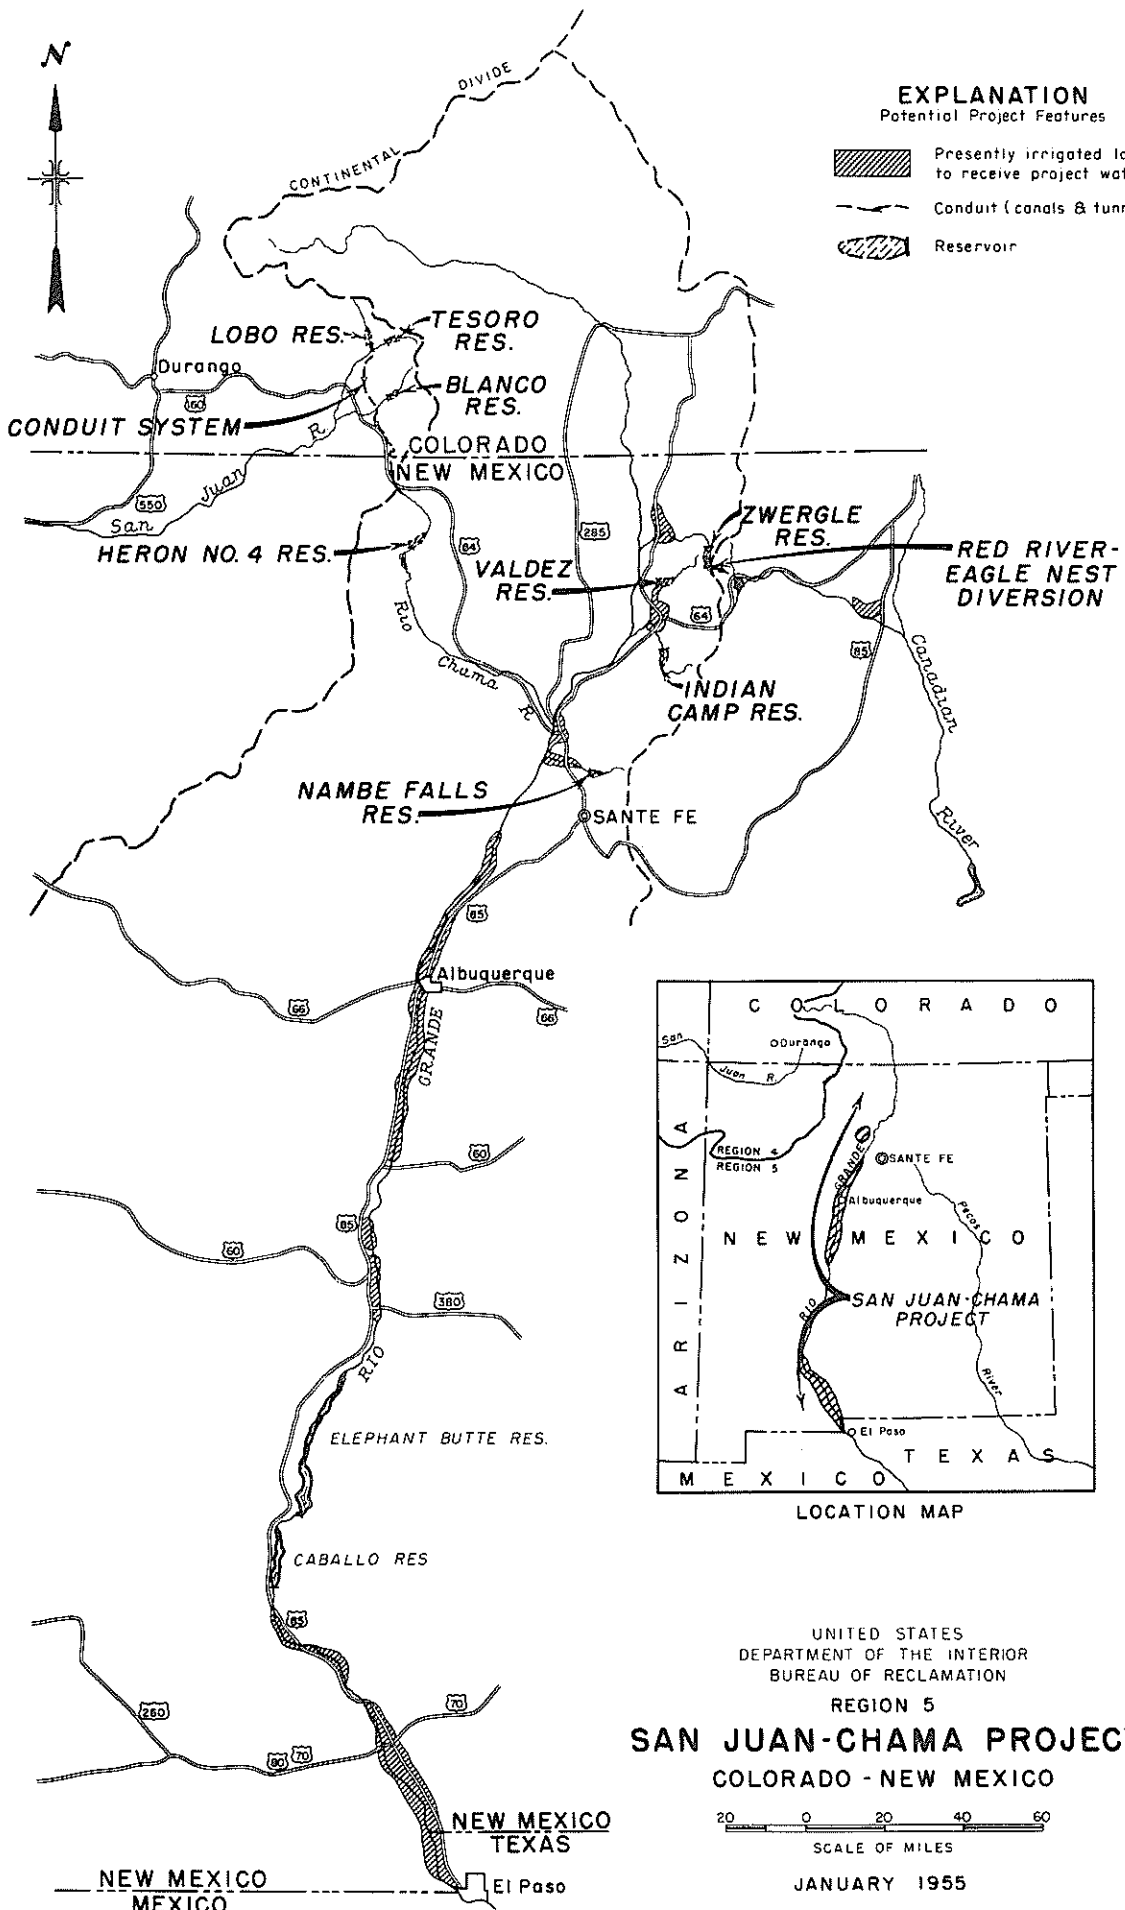 N
CONTINENTAL
DIVIDE
EXPLANATION
Potential Project Features
Presently irrigated
to receive project
Conduit (canals &
Reservoir
LOBO RES.
TESORO
RES.
Durango
160
BLANCO
RES.
CONDUIT SYSTEM
COLORADO
NEW MEXICO
San Juan R
550
HERON NO. 4 RES.
84
285
ZWERGLE
RES.
VALDEZ
RES.
RED RIVER-
EAGLE NEST
DIVERSION
64
85
Rio Chama R
Canadian River
INDIAN
CAMP RES.
NAMBE FALLS
RES.
SANTE FE
85
Albuquerque
66
66
GRANDE
60
85
60
380
RIO
ELEPHANT BUTTE RES.
CABALLO RES
85
260
70
80
70
NEW MEXICO
TEXAS
NEW MEXICO
MEXICO
El Paso
COLORADO
San Juan R.
Durango
ARIZONA
REGION 4
REGION 5
GRANDE
SANTE FE
Albuquerque
Pecos River
NEW MEXICO
RIO
SAN JUAN-CHAMA
PROJECT
El Paso
TEXAS
MEXICO
LOCATION MAP
UNITED STATES
DEPARTMENT OF THE INTERIOR
BUREAU OF RECLAMATION
REGION 5
SAN JUAN-CHAMA PROJEC
COLORADO - NEW MEXICO
20 0 20 40 60
SCALE OF MILES
JANUARY 1955